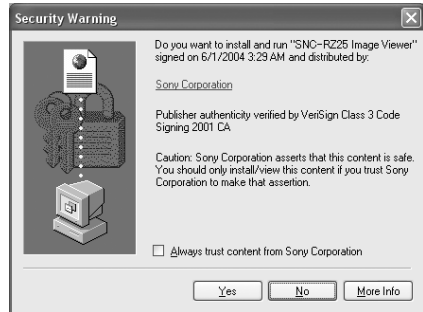 Security Warning
Do you want to install and run "SNC-RZ25 Image Viewer"
signed on 6/1/2004 3:29 AM and distributed by:
Sony Corporation
Publisher authenticity verified by VeriSign Class 3 Code
Signing 2001 CA
Caution: Sony Corporation asserts that this content is safe.
You should only install/view this content if you trust Sony
Corporation to make that assertion.
Always trust content from Sony Corporation
Yes No More Info